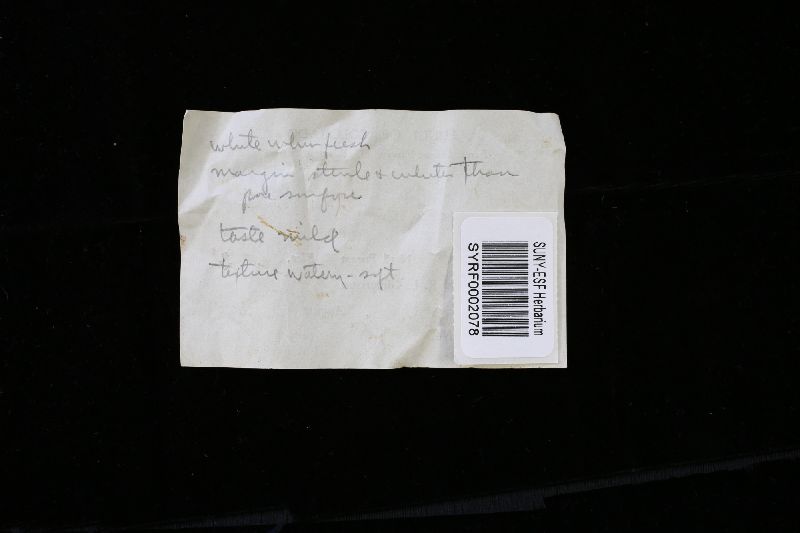 white when fresh
margin sterile & whiter than
pore surface
taste mild
texture watery-soft
SUNY-ESF Herbarium
SYRF0002078